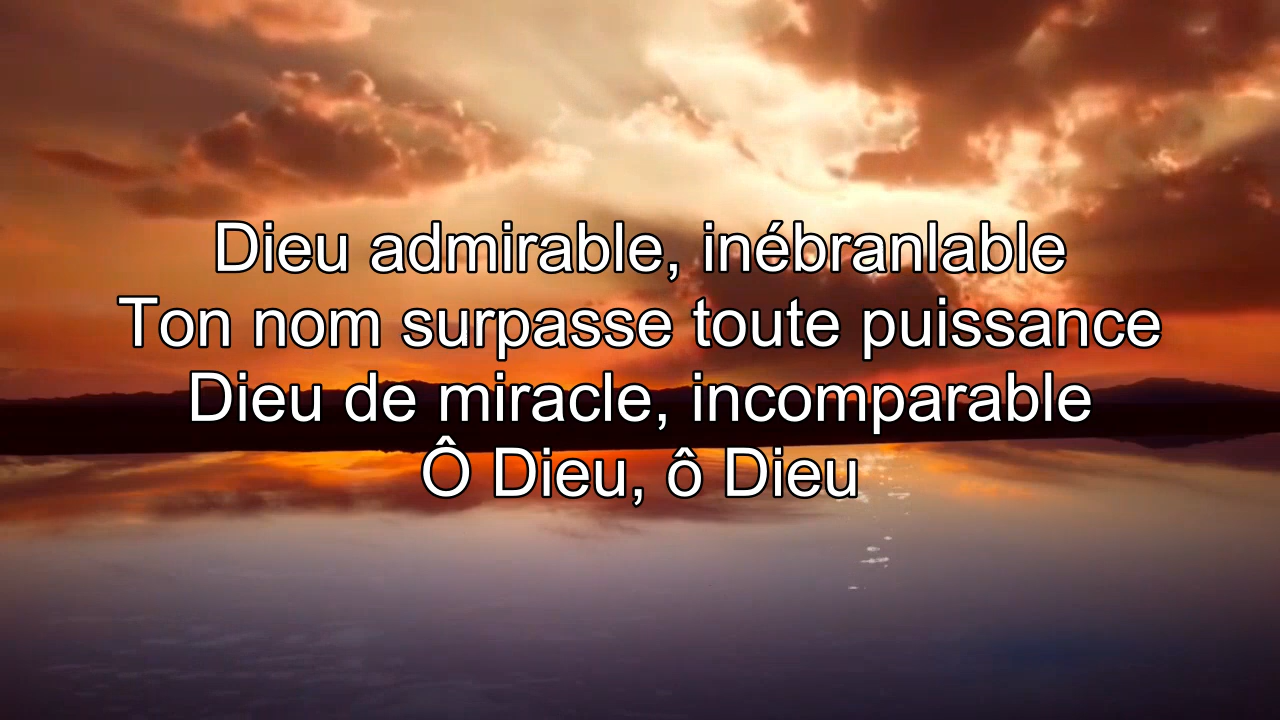 Dieu admirable, inébranlable
Ton nom surpasse toute puissance
Dieu de miracle, incomparable
Ô Dieu, ô Dieu